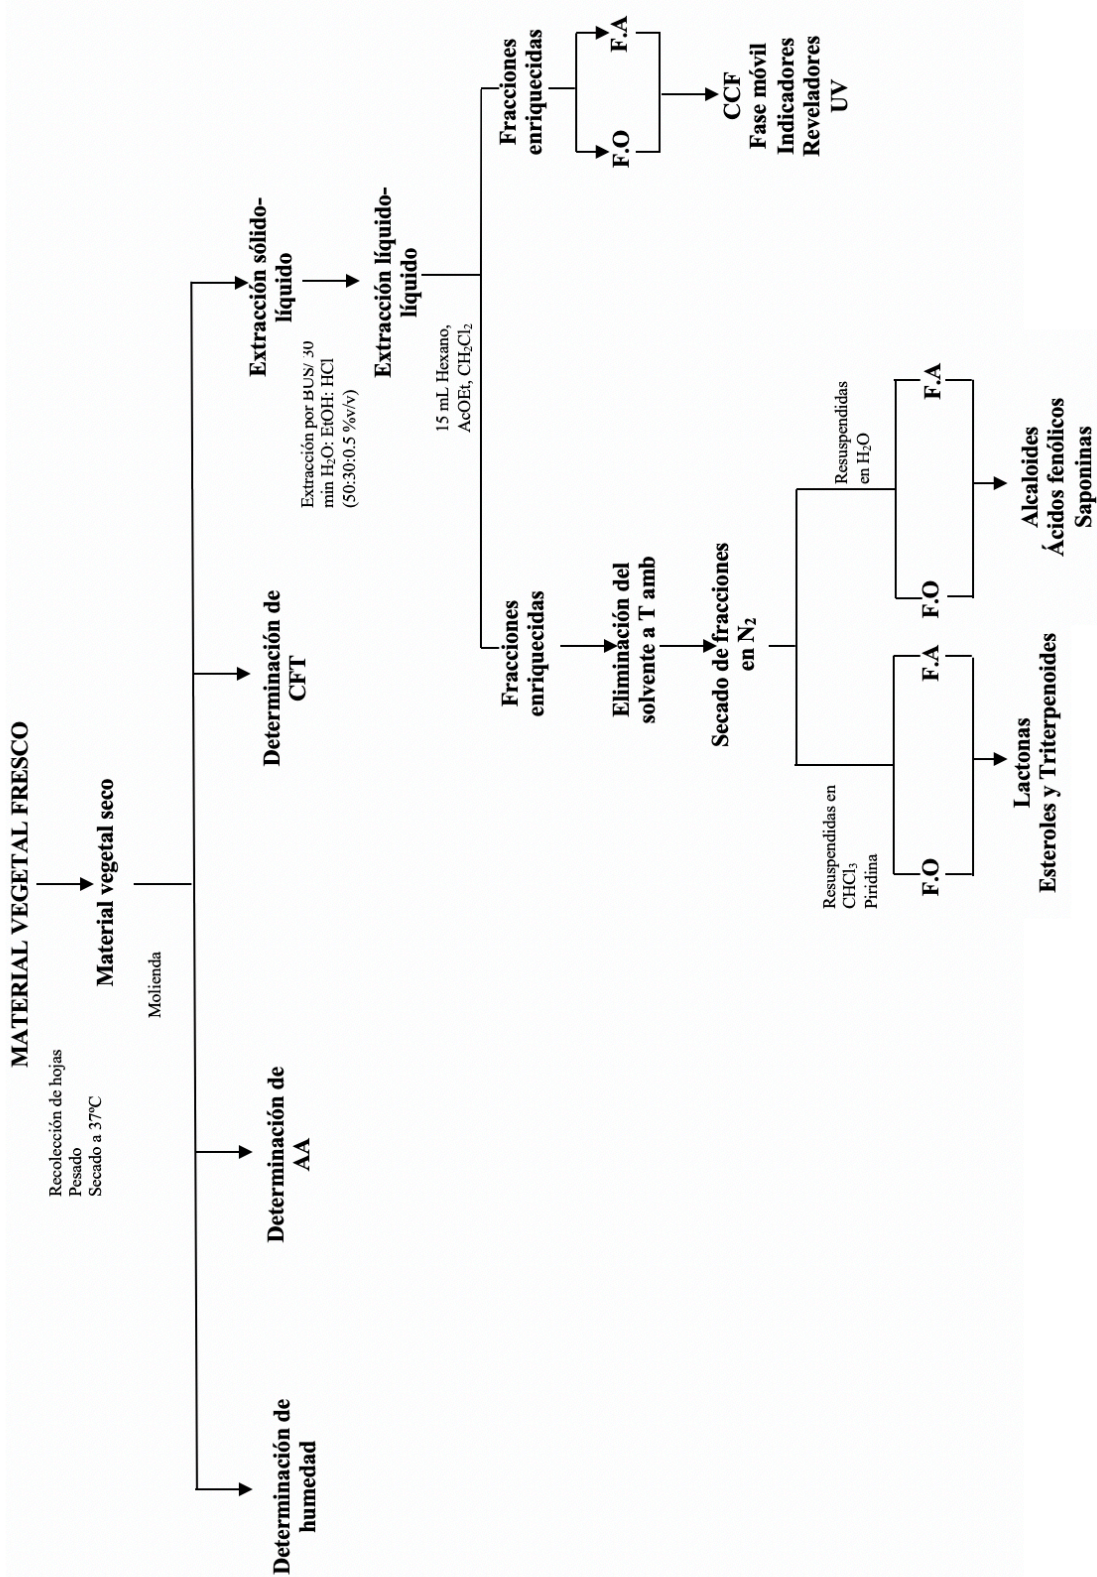 MATERIAL VEGETAL FRESCO
Recolección de hojas
Pesado
Secado a 37ºC
Material vegetal seco
Molienda
Determinación de
humedad
Determinación de
AA
Determinación de
CFT
Extracción sólido-
líquido
Extracción por BUS/ 30
min H₂O: EtOH: HCl
(50:30:0.5 %v/v)
Extracción líquido-
líquido
15 mL Hexano,
AcOEt, CH₂Cl₂
Fracciones
enriquecidas
Eliminación del
solvente a T amb
Secado de fracciones
en N₂
Resuspendidas en
CHCl₃
Piridina
F.O
F.A
Lactonas
Esteroles y Triterpenoides
Resuspendidas
en H₂O
F.O
F.A
Alcaloides
Ácidos fenólicos
Saponinas
Fracciones
enriquecidas
F.O
F.A
CCF
Fase móvil
Indicadores
Reveladores
UV